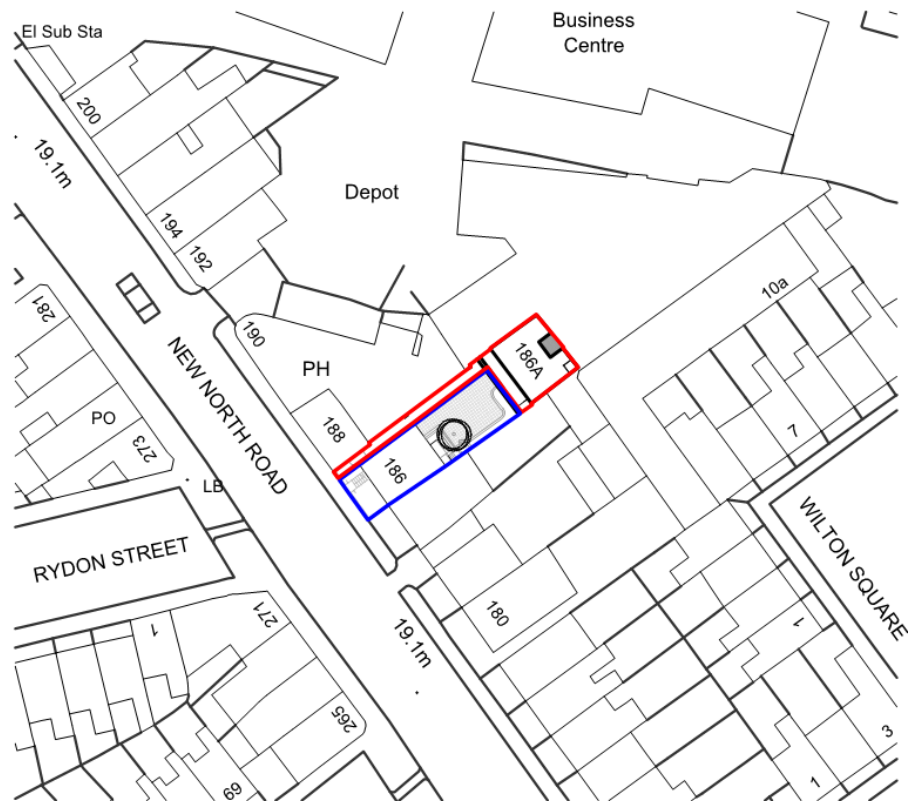 El Sub Sta
Business
Centre
200
19.1m
Depot
194
192
10a
281
190
186A
NEW NORTH ROAD
PH
PO
188
273
7
186
LB
WILTON SQUARE
RYDON STREET
180
271
1
19.1m
1
265
3
69
1